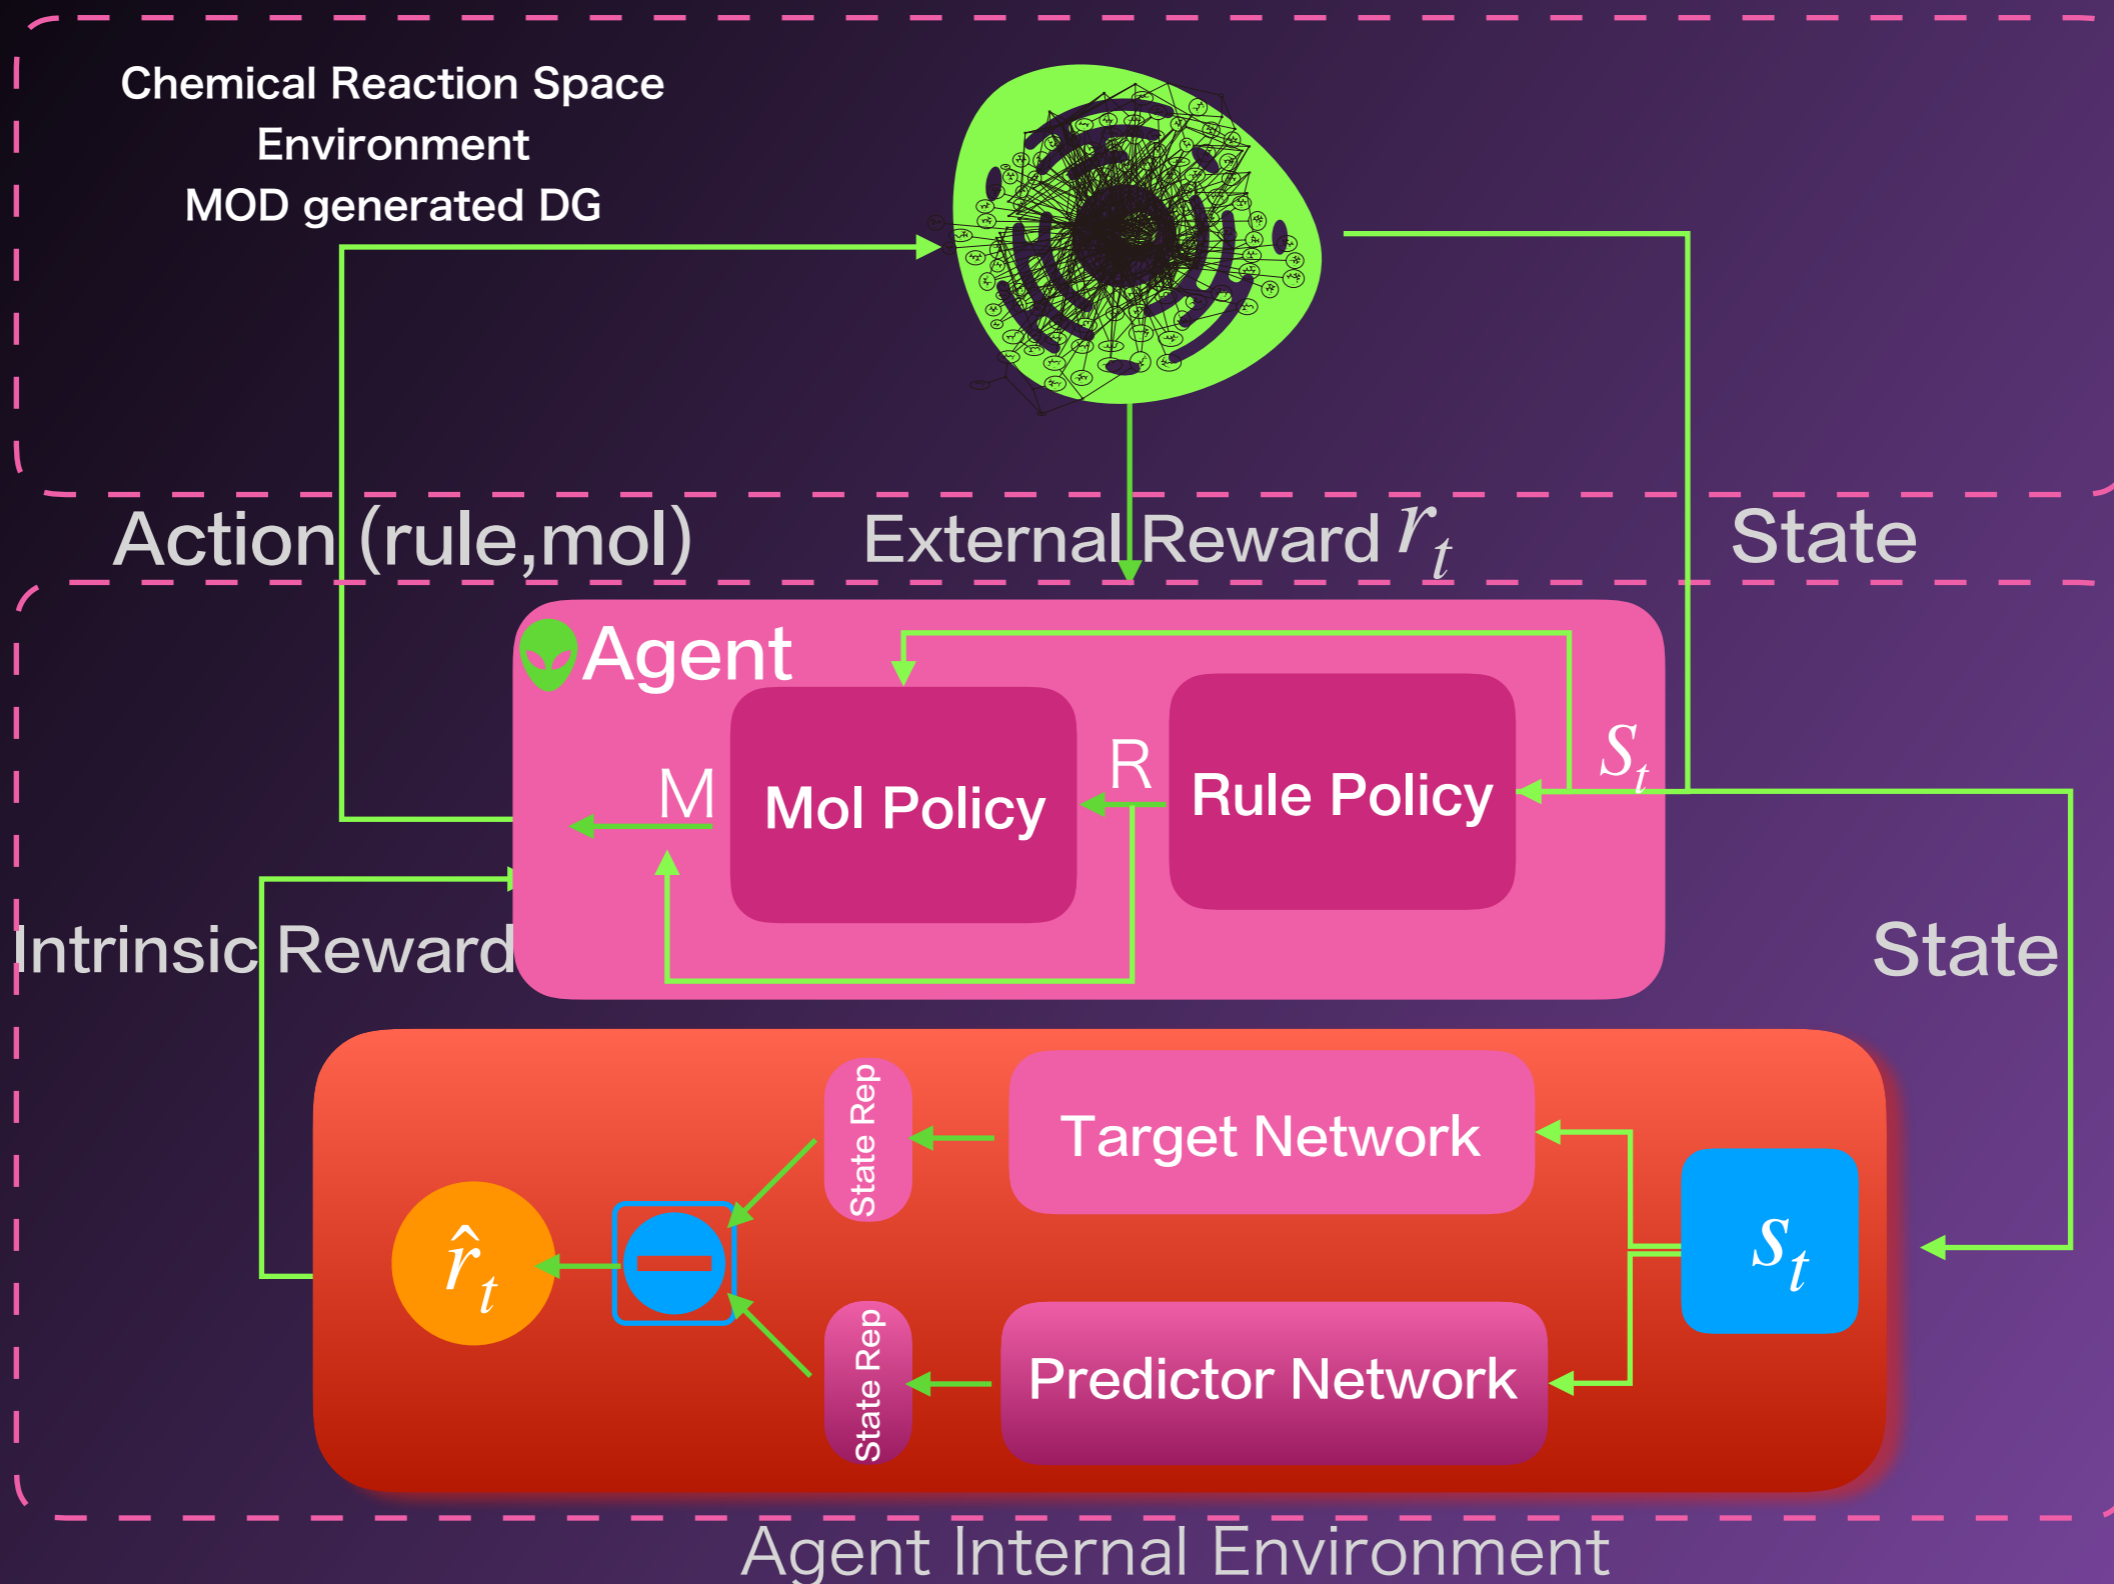 Chemical Reaction Space
Environment
MOD generated DG
Action (rule,mol)
External Reward r_t
State
Agent
S_t
M
Mol Policy
R
Rule Policy
Intrinsic Reward
State
State Rep
Target Network
r̂_t
s_t
State Rep
Predictor Network
Agent Internal Environment